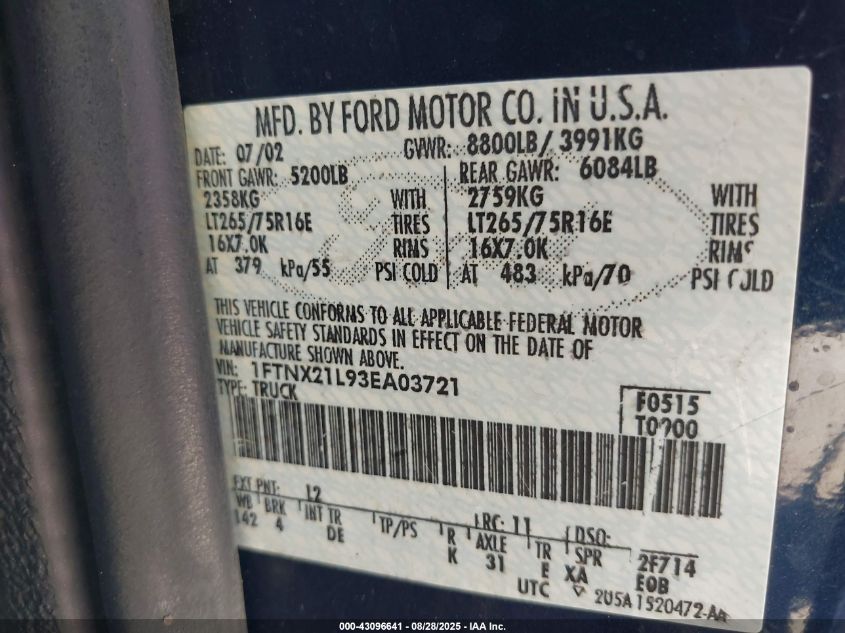 MFD. BY FORD MOTOR CO. IN U.S.A.
DATE: 07/02 GVWR: 8800LB/ 3991KG
FRONT GAWR: 5200LB REAR GAWR: 6084LB
2358KG WITH 2759KG WITH
LT265/75R16E TIRES LT265/75R16E TIRES
16X7.0K RIMS 16X7.0K RIMS
AT 379 kPa/55 PSI COLD AT 483 kPa/70 PSI COLD
THIS VEHICLE CONFORMS TO ALL APPLICABLE FEDERAL MOTOR
VEHICLE SAFETY STANDARDS IN EFFECT ON THE DATE OF
MANUFACTURE SHOWN ABOVE.
VIN: 1FTNX21L93EA03721
TYPE: TRUCK
F0515
T0200
EXT PNT: L2 RC: 11 DSO:
WB BRK INT TR TP/PS R AXLE TR SPR 2F714
142 4 DE K 31 E XA EOB
UTC 2U5A 1520472-AA
000-43096641 / 08/28/2025 - IAA Inc.